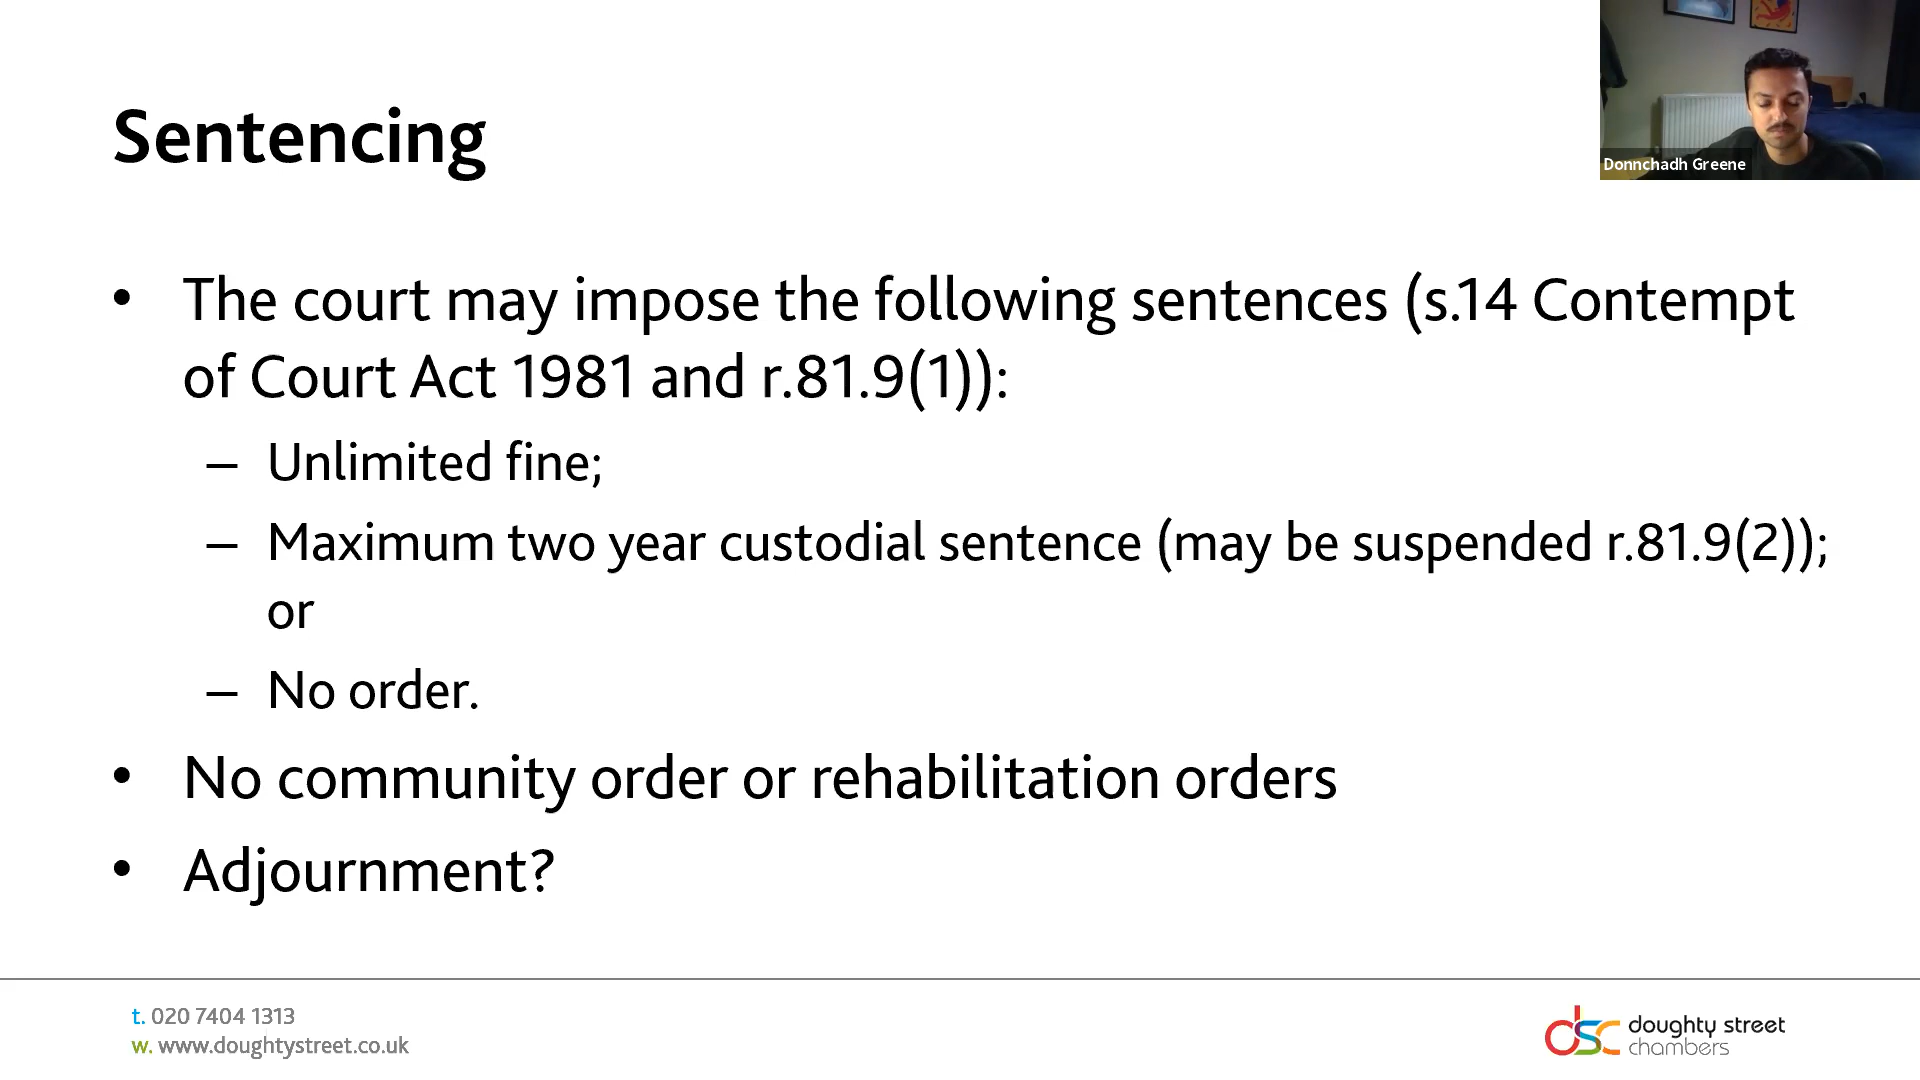 Sentencing
Donnchadh Greene
• The court may impose the following sentences (s.14 Contempt
of Court Act 1981 and r.81.9(1)):
– Unlimited fine;
– Maximum two year custodial sentence (may be suspended r.81.9(2));
or
– No order.
• No community order or rehabilitation orders
• Adjournment?
t. 020 7404 1313
w. www.doughtystreet.co.uk
dsc doughty street
chambers